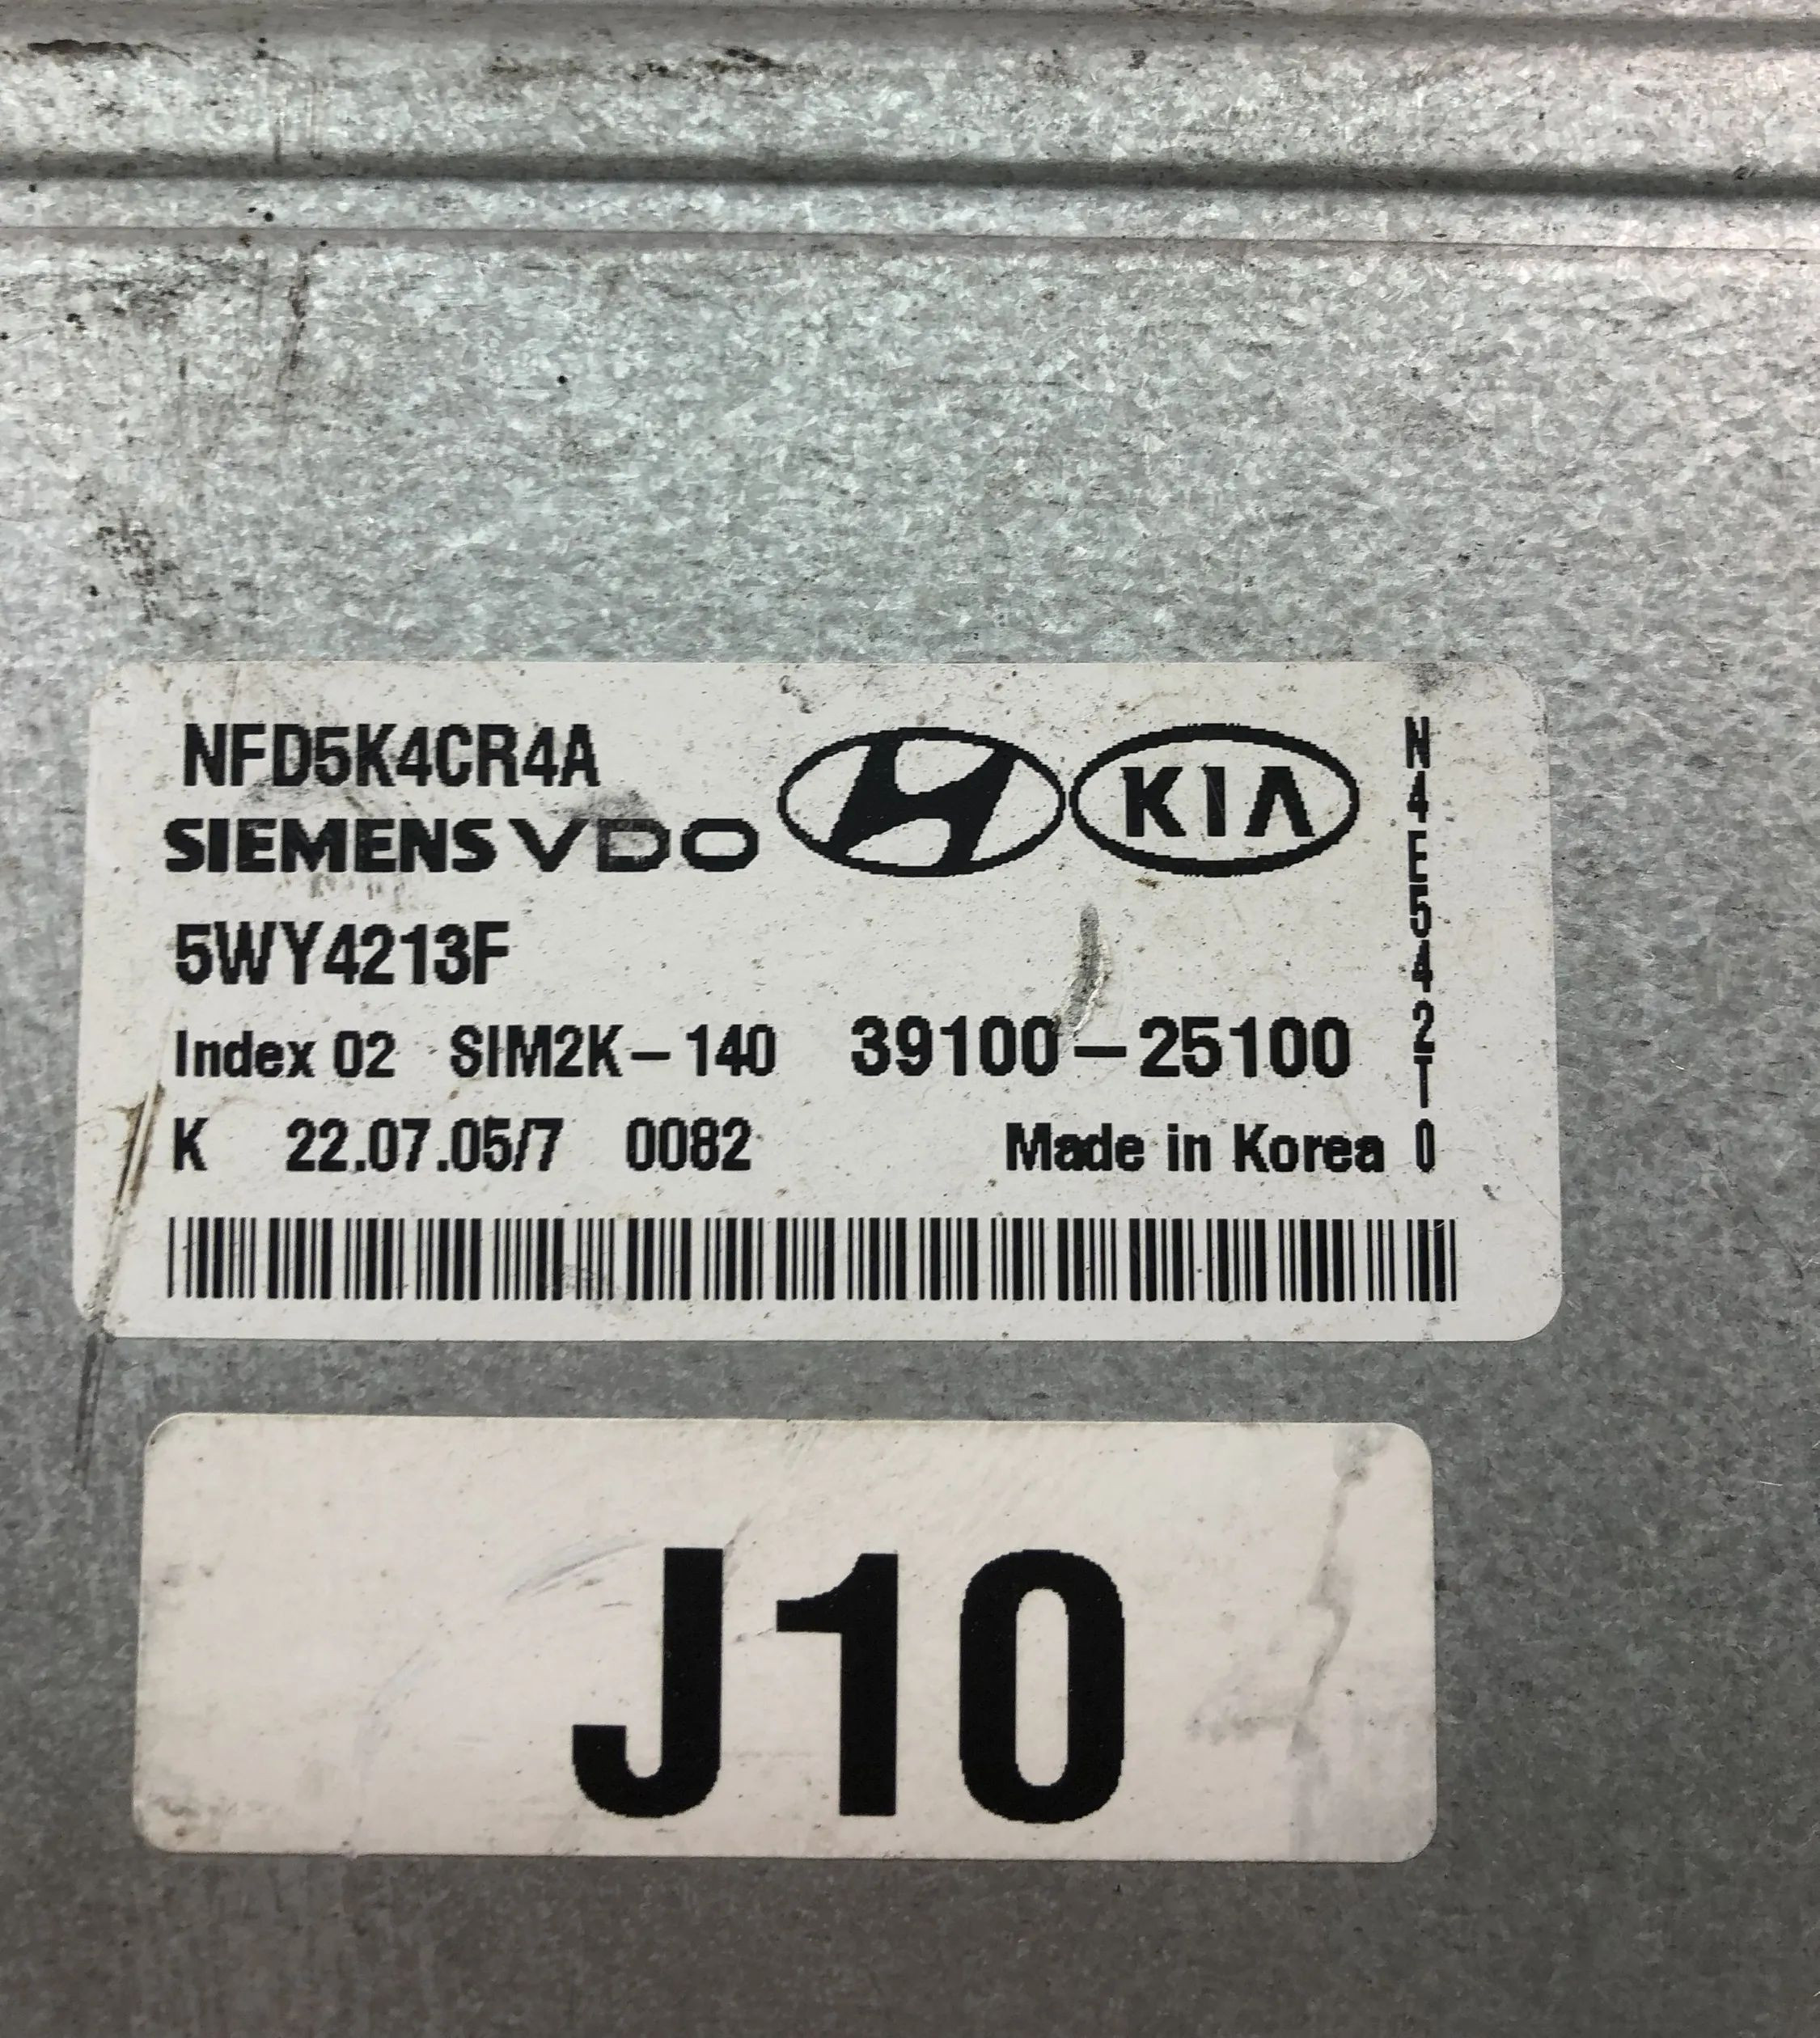 NFD5K4CR4A
SIEMENS VDO
KIA
5WY4213F
Index 02 SIM2K-140 39100-25100
K 22.07.05/7 0082 Made in Korea
N4E542T0
J10